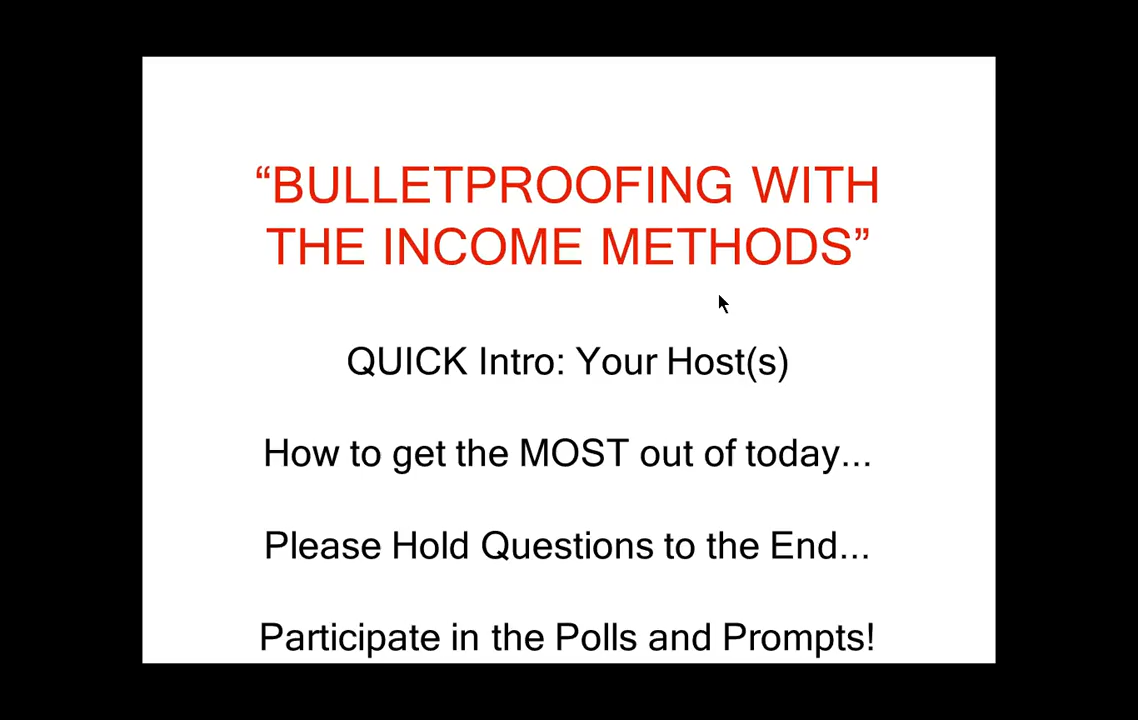 “BULLETPROOFING WITH
THE INCOME METHODS”
QUICK Intro: Your Host(s)
How to get the MOST out of today...
Please Hold Questions to the End...
Participate in the Polls and Prompts!